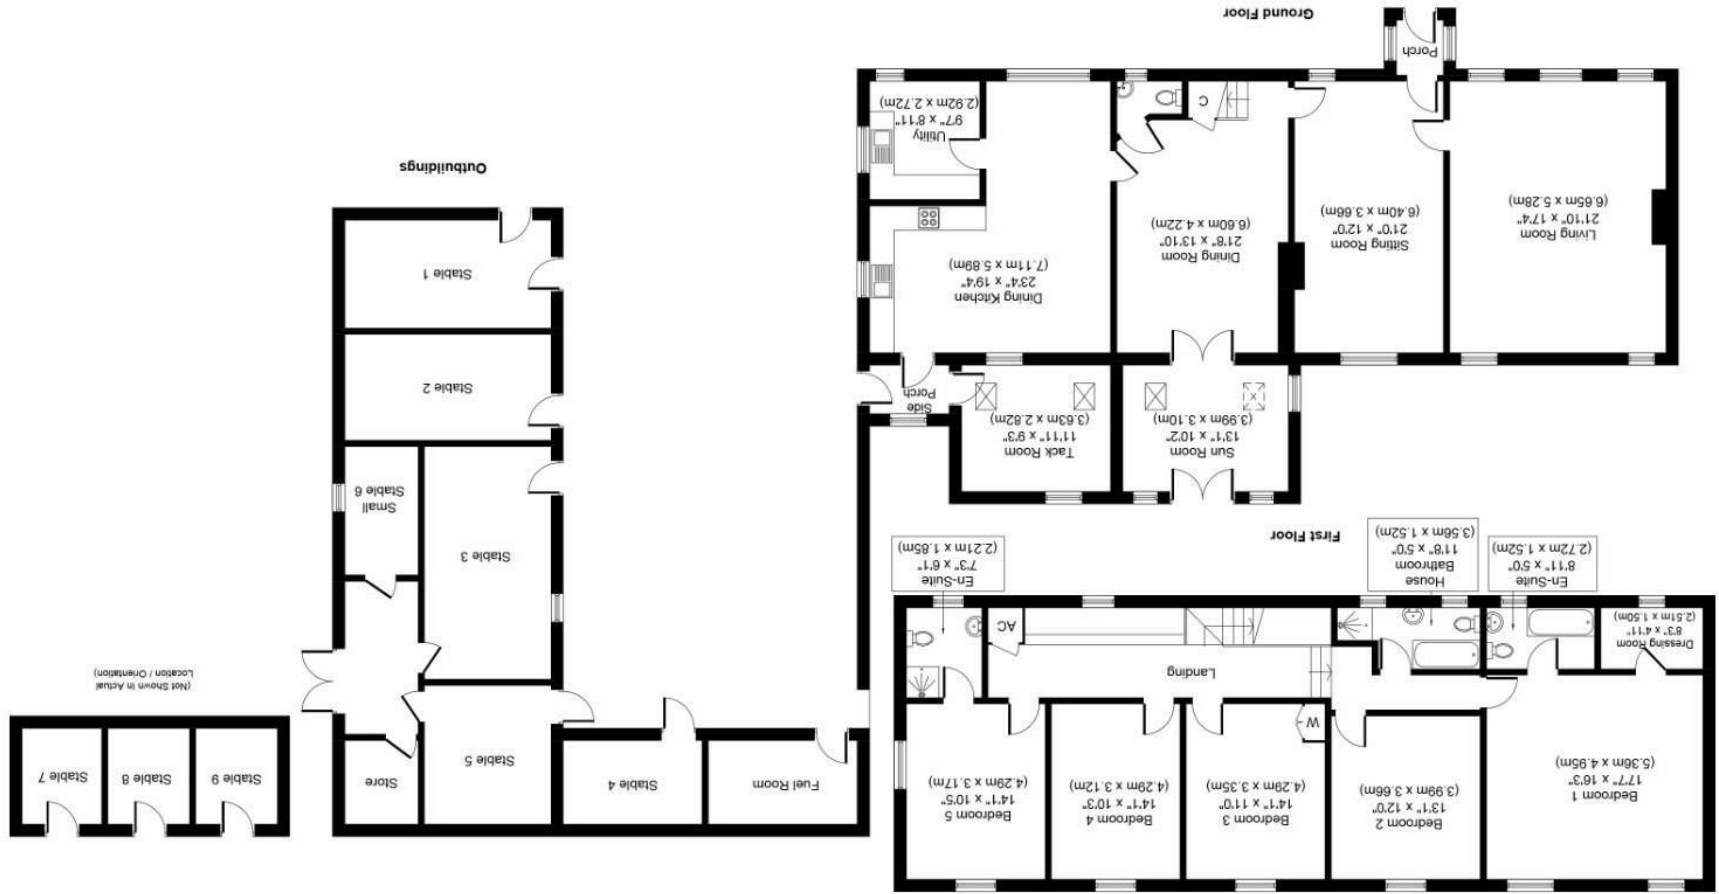 Bedroom 1
17'7" x 16'3"
(5.36m x 4.95m)
Bedroom 2
13'1" x 12'0"
(3.99m x 3.66m)
Bedroom 3
14'1" x 11'0"
(4.29m x 3.35m)
Bedroom 4
14'1" x 10'3"
(4.29m x 3.12m)
Bedroom 5
14'1" x 10'5"
(4.29m x 3.17m)
W
Landing
Dressing Room
8'3" x 4'11"
(2.51m x 1.50m)
AC
En-Suite
8'11" x 5'0"
(2.72m x 1.52m)
House
Bathroom
11'8" x 5'0"
(3.56m x 1.52m)
En-Suite
7'3" x 6'1"
(2.21m x 1.85m)
First Floor
Sun Room
13'1" x 10'2"
(3.99m x 3.10m)
Tack Room
11'11" x 9'3"
(3.63m x 2.82m)
Side
Porch
Living Room
21'10" x 17'4"
(6.65m x 5.28m)
Sitting Room
21'0" x 12'0"
(6.40m x 3.66m)
Dining Room
21'8" x 13'10"
(6.60m x 4.22m)
Dining Kitchen
23'4" x 19'4"
(7.11m x 5.89m)
Utility
9'7" x 8'11"
(2.92m x 2.72m)
C
Porch
Ground Floor
Fuel Room
Stable 4
Stable 5
Store
Stable 3
Small
Stable 6
Stable 2
Stable 1
Outbuildings
Stable 9
Stable 8
Stable 7
(Not Shown In Actual
Location / Orientation)